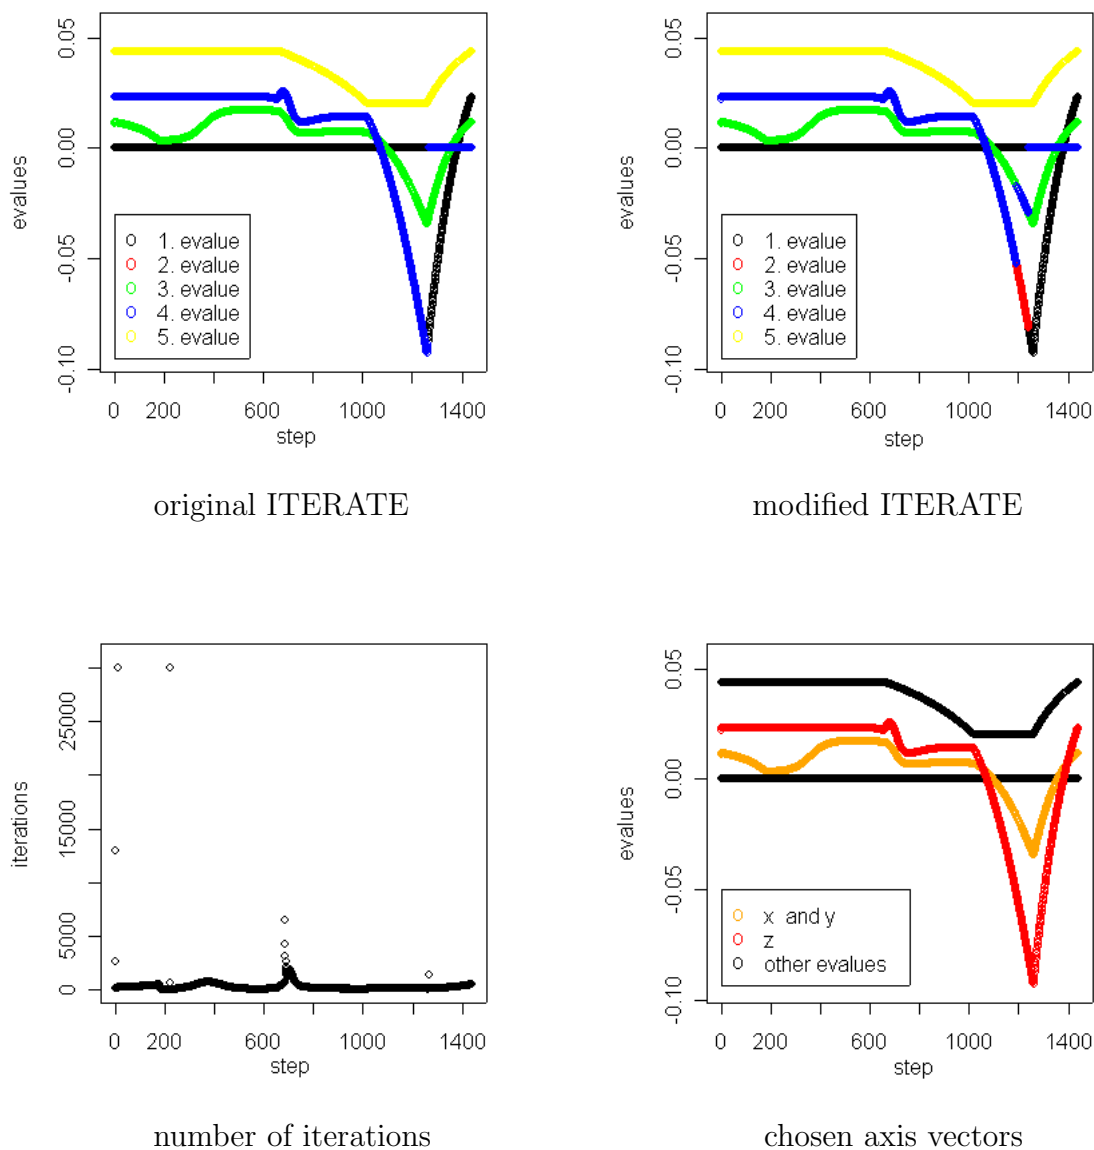 evalues
0.05
0.00
-0.05
-0.10
1. evalue
2. evalue
3. evalue
4. evalue
5. evalue
0 200 600 1000 1400
step
original ITERATE
evalues
0.05
0.00
-0.05
-0.10
1. evalue
2. evalue
3. evalue
4. evalue
5. evalue
0 200 600 1000 1400
step
modified ITERATE
iterations
25000
15000
5000
0
0 200 600 1000 1400
step
number of iterations
evalues
0.05
0.00
-0.05
-0.10
x and y
z
other evalues
0 200 600 1000 1400
step
chosen axis vectors